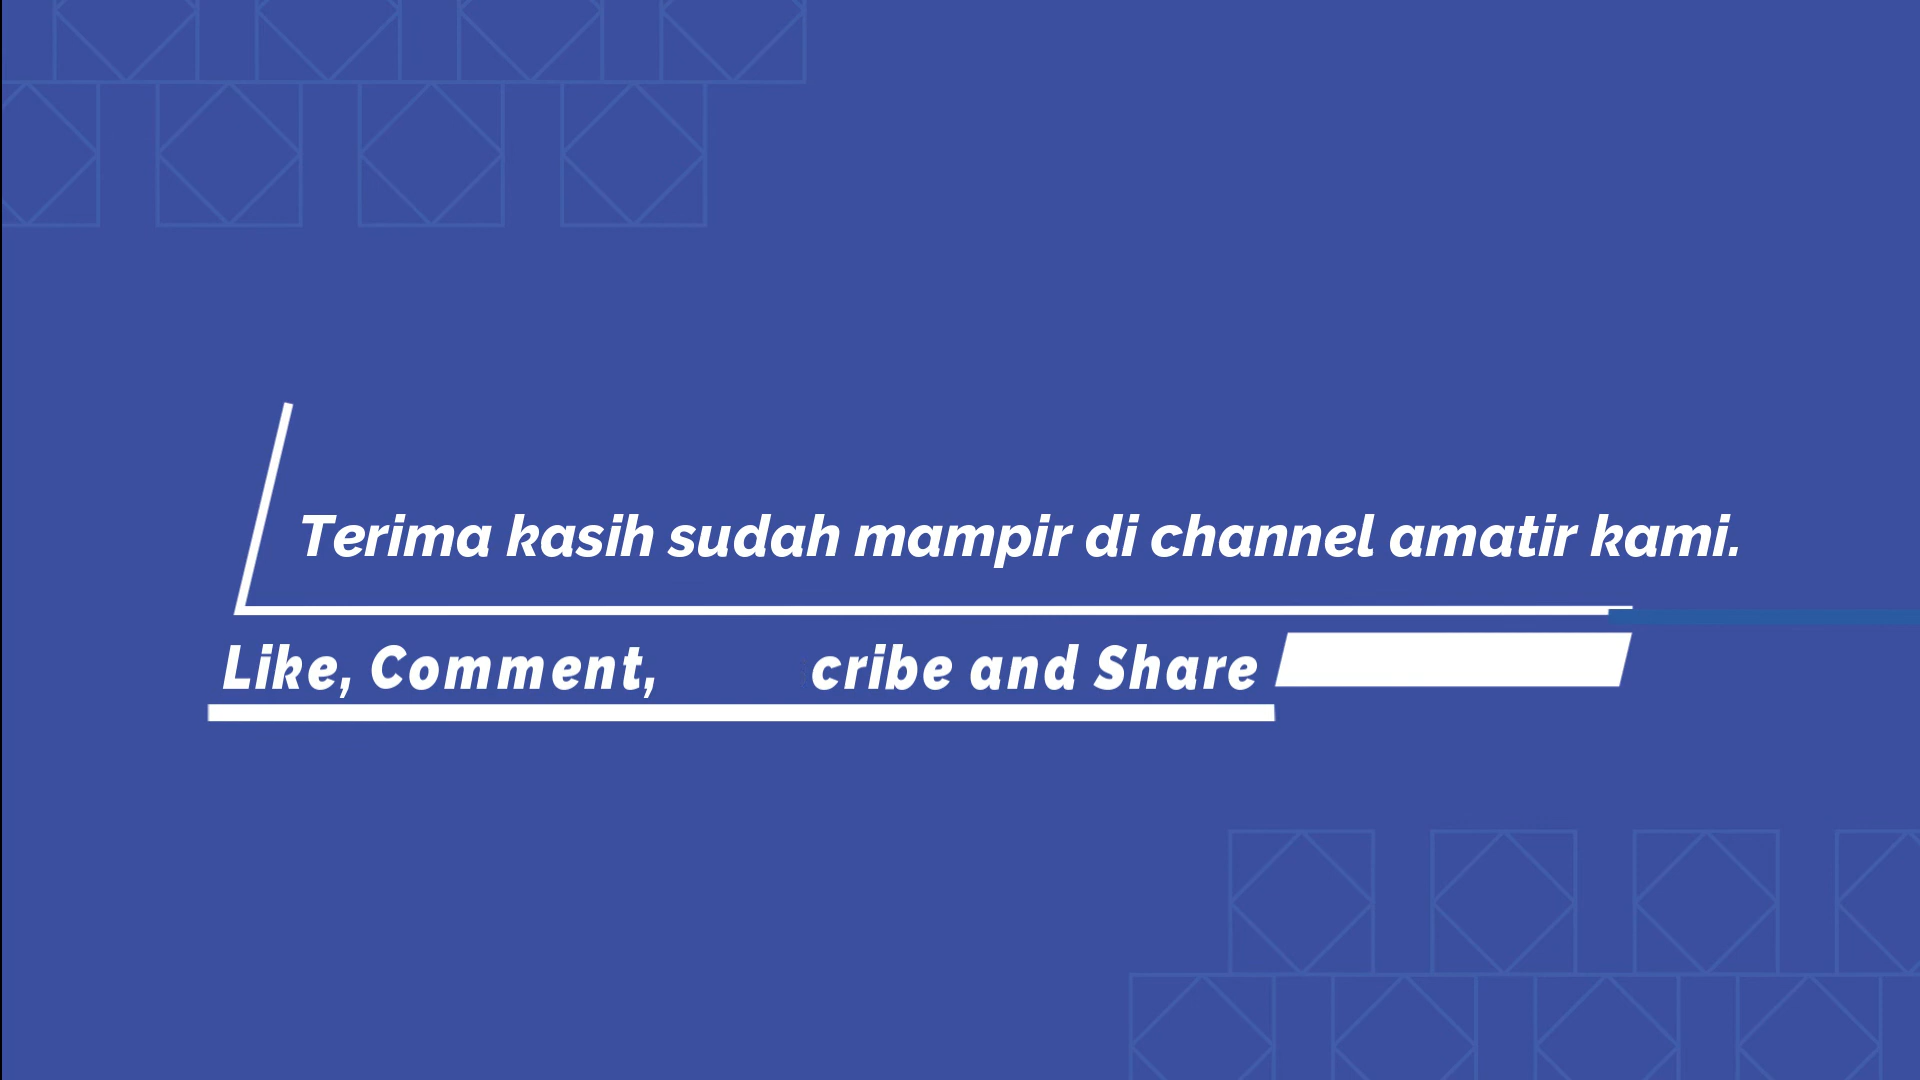 Terima kasih sudah mampir di channel amatir kami.
Like, Comment, cribe and Share